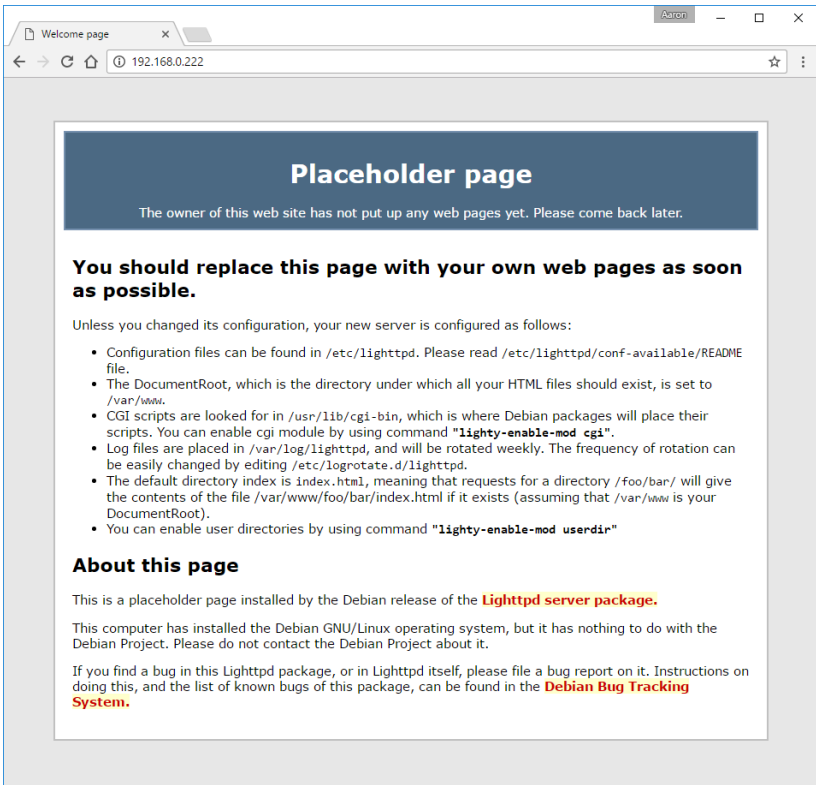 Aaron
Welcome page
192.168.0.222
Placeholder page
The owner of this web site has not put up any web pages yet. Please come back later.
You should replace this page with your own web pages as soon
as possible.
Unless you changed its configuration, your new server is configured as follows:
• Configuration files can be found in /etc/lighttpd. Please read /etc/lighttpd/conf-available/README
file.
• The DocumentRoot, which is the directory under which all your HTML files should exist, is set to
/var/www.
• CGI scripts are looked for in /usr/lib/cgi-bin, which is where Debian packages will place their
scripts. You can enable cgi module by using command "lighty-enable-mod cgi".
• Log files are placed in /var/log/lighttpd, and will be rotated weekly. The frequency of rotation can
be easily changed by editing /etc/logrotate.d/lighttpd.
• The default directory index is index.html, meaning that requests for a directory /foo/bar/ will give
the contents of the file /var/www/foo/bar/index.html if it exists (assuming that /var/www is your
DocumentRoot).
• You can enable user directories by using command "lighty-enable-mod userdir"
About this page
This is a placeholder page installed by the Debian release of the Lighttpd server package.
This computer has installed the Debian GNU/Linux operating system, but it has nothing to do with the
Debian Project. Please do not contact the Debian Project about it.
If you find a bug in this Lighttpd package, or in Lighttpd itself, please file a bug report on it. Instructions on
doing this, and the list of known bugs of this package, can be found in the Debian Bug Tracking
System.